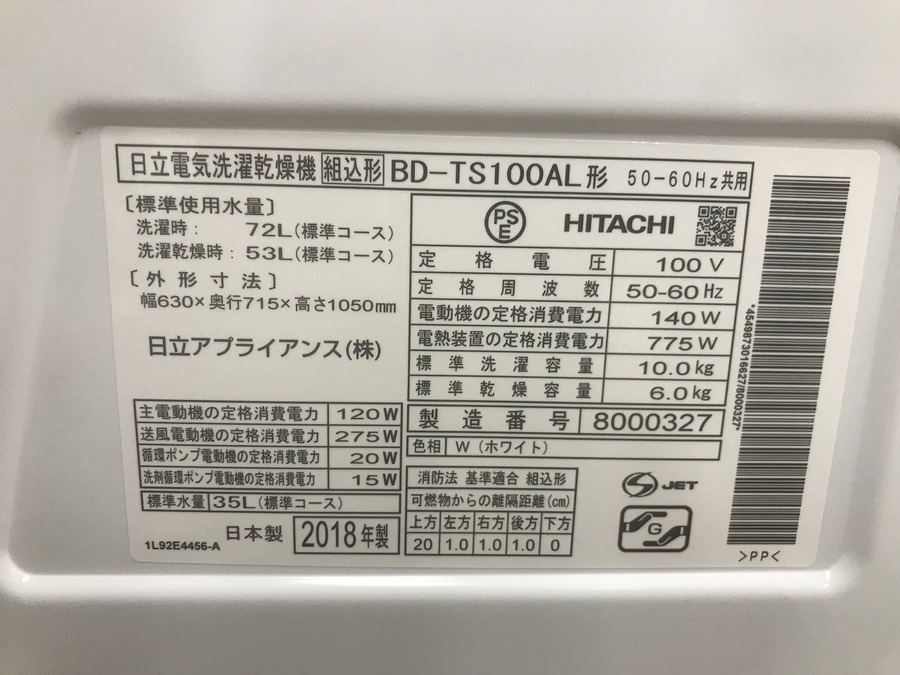 日立電気洗濯乾燥機 組込形 BD-TS100AL形 50-60Hz共用
〔標準使用水量〕
洗濯時： 72L(標準コース)
洗濯乾燥時：53L(標準コース)
〔外形寸法〕
幅630×奥行715×高さ1050mm
日立アプライアンス(株)
主電動機の定格消費電力 120W
送風電動機の定格消費電力 275W
循環ポンプ電動機の定格消費電力 20W
洗剤循環ポンプ電動機の定格消費電力 15W
標準水量 35L(標準コース)
日本製 2018年製
1L92E4456-A
PSE HITACHI
定格電圧 100V
定格周波数 50-60Hz
電動機の定格消費電力 140W
電熱装置の定格消費電力 775W
標準洗濯容量 10.0kg
標準乾燥容量 6.0kg
製造番号 8000327
色相 W（ホワイト）
消防法 基準適合 組込形
可燃物からの離隔距離(cm)
上方 左方 右方 後方 下方
20 1.0 1.0 1.0 0
S JET
G
*4549873016627/8000327*
>PP<